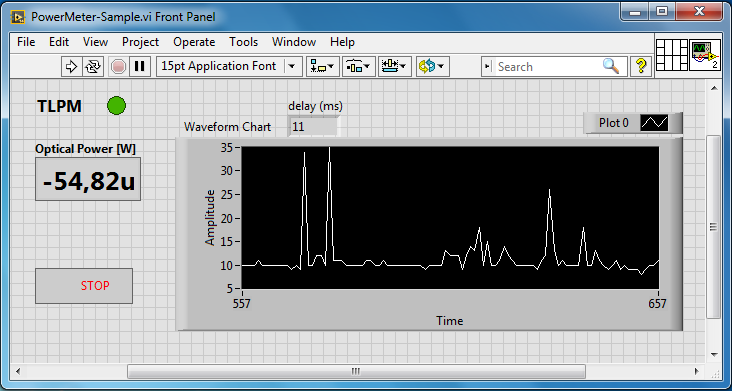 PowerMeter-Sample.vi Front Panel
File Edit View Project Operate Tools Window Help
15pt Application Font Search ? 2
TLPM
delay (ms)
Waveform Chart 11 Plot 0
Optical Power [W]
-54,82u
STOP
Amplitude
35
30
25
20
15
10
5
557 657
Time